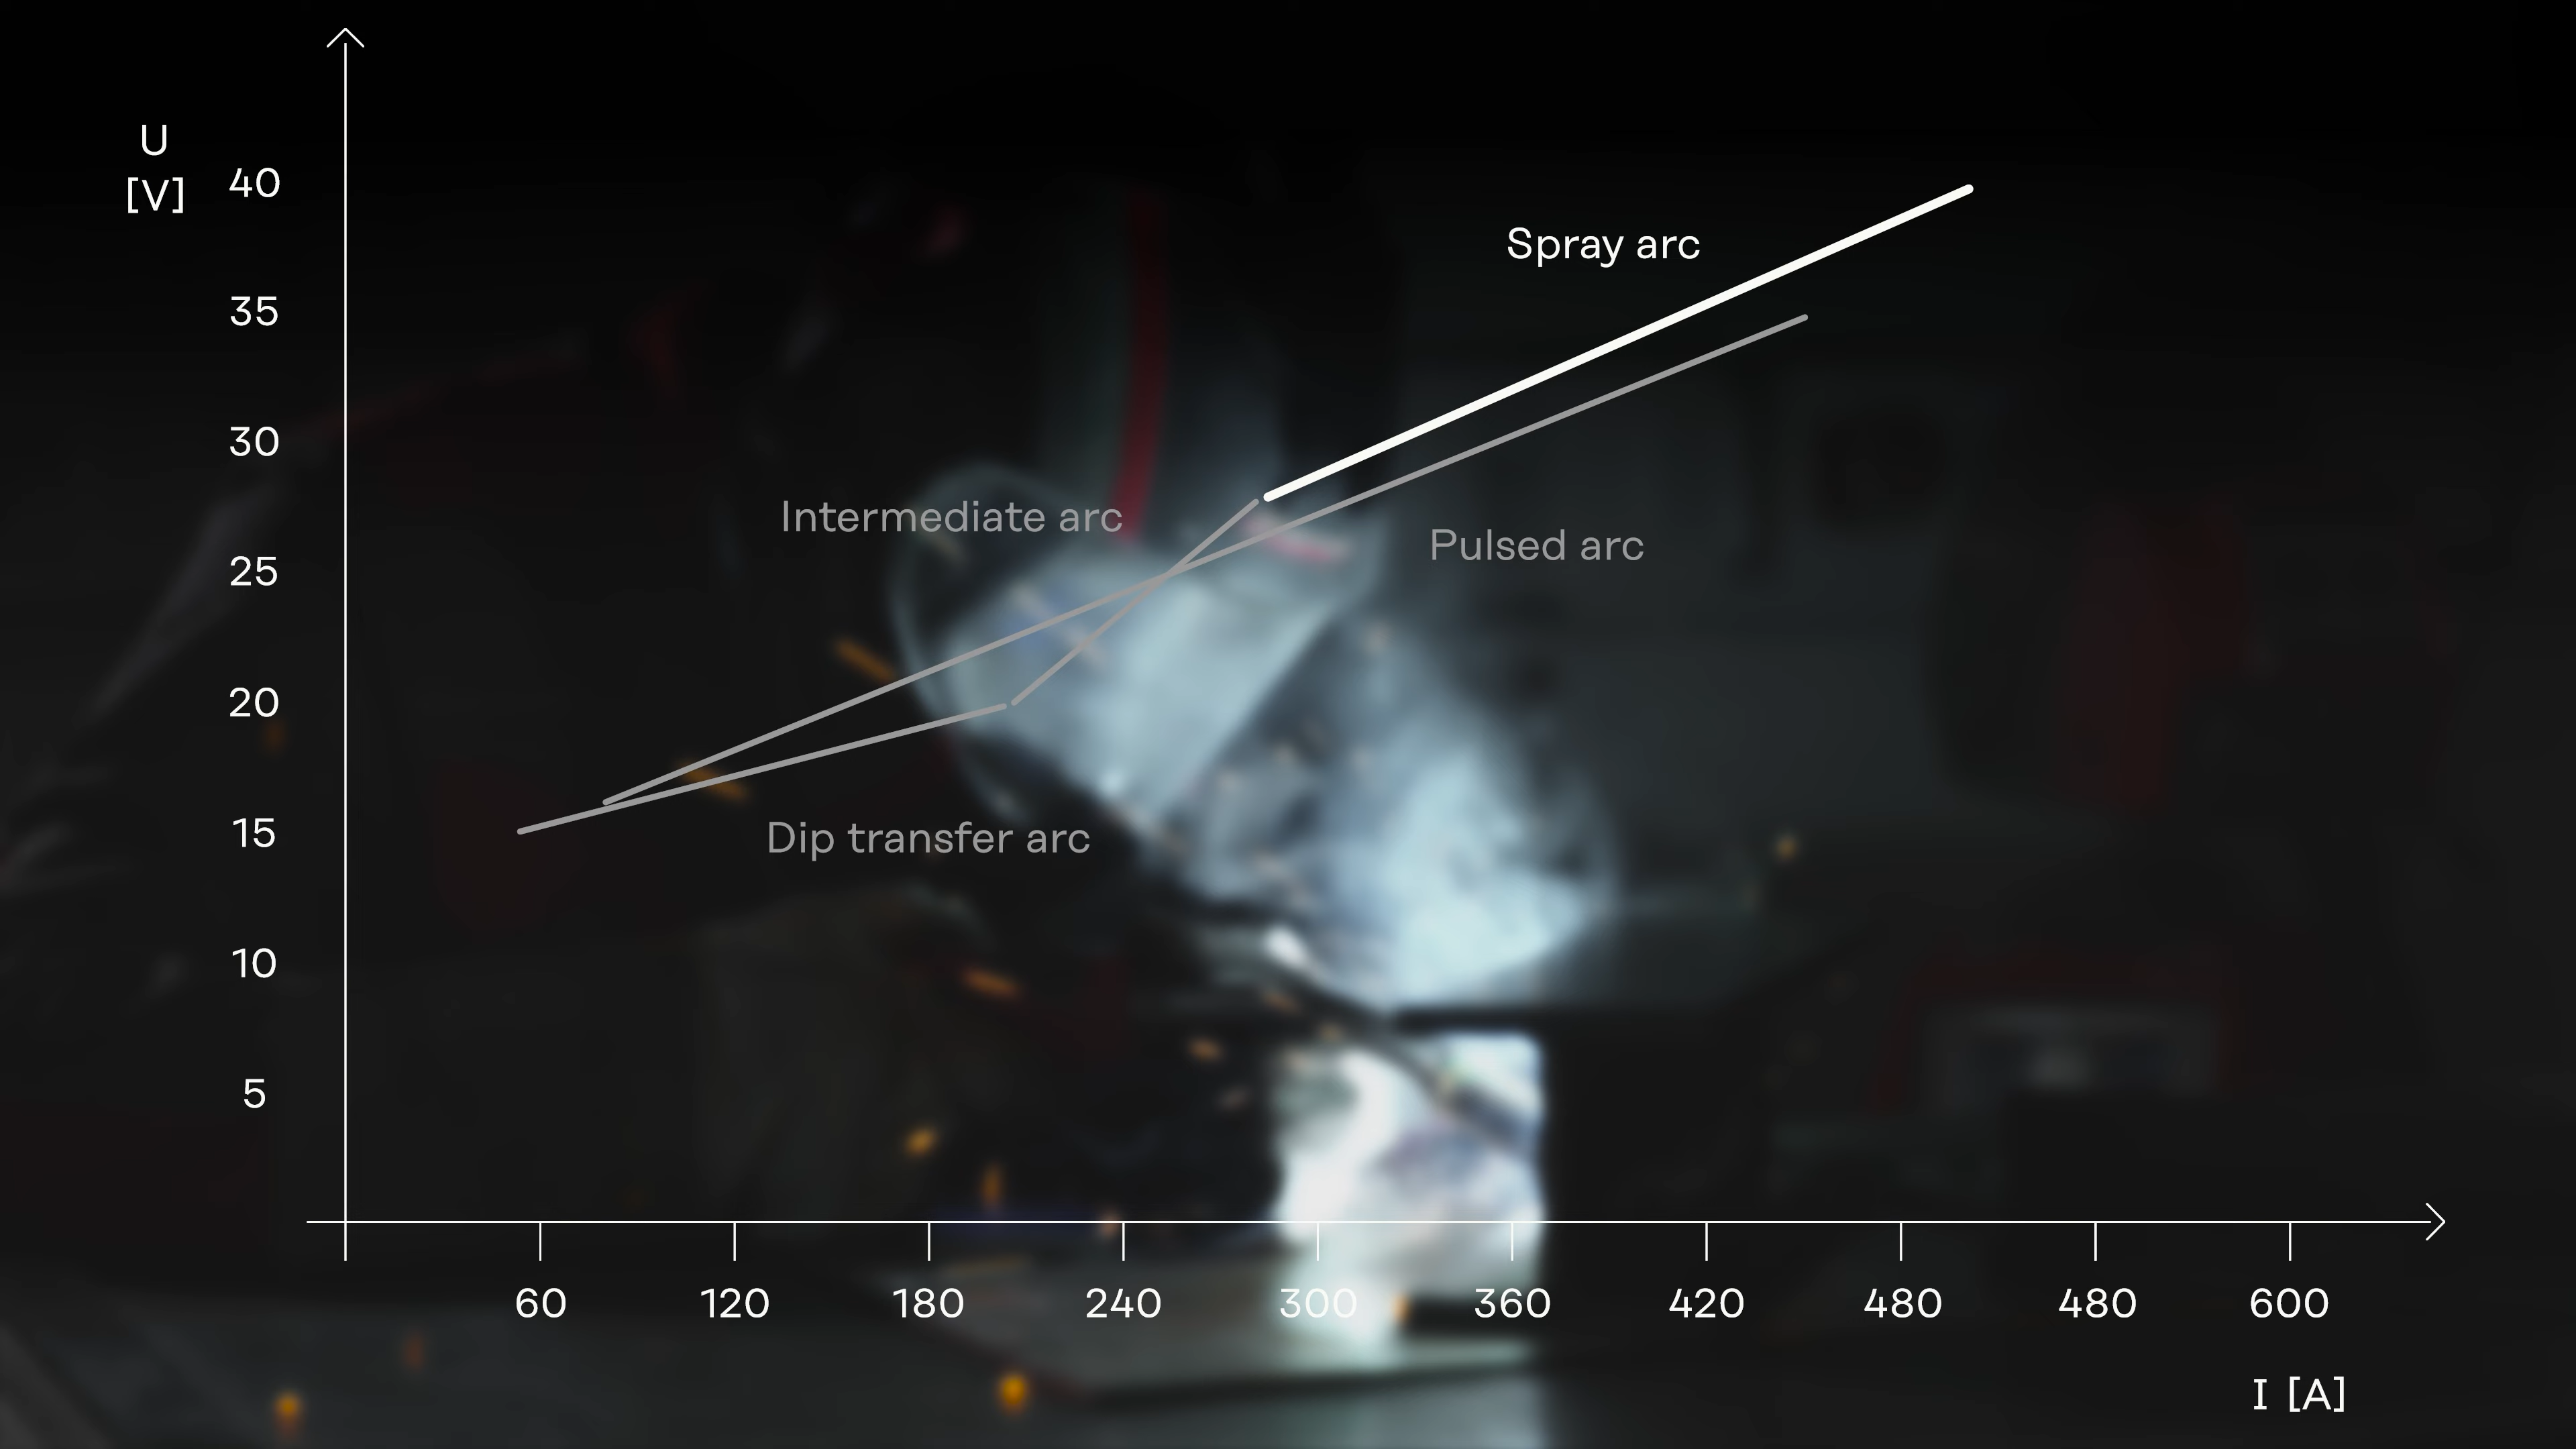 U
[V]
40
35
30
25
20
15
10
5
Spray arc
Intermediate arc
Pulsed arc
Dip transfer arc
60 120 180 240 300 360 420 480 480 600
I [A]